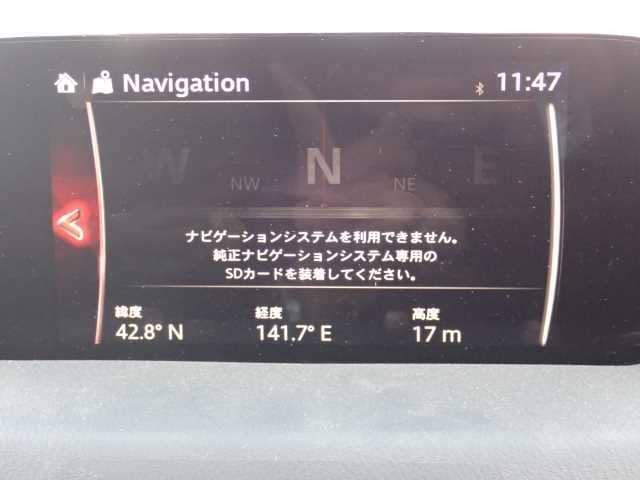 Navigation
11:47
W NW N NE E
ナビゲーションシステムを利用できません。
純正ナビゲーションシステム専用の
SDカードを装着してください。
緯度 経度 高度
42.8° N 141.7° E 17 m